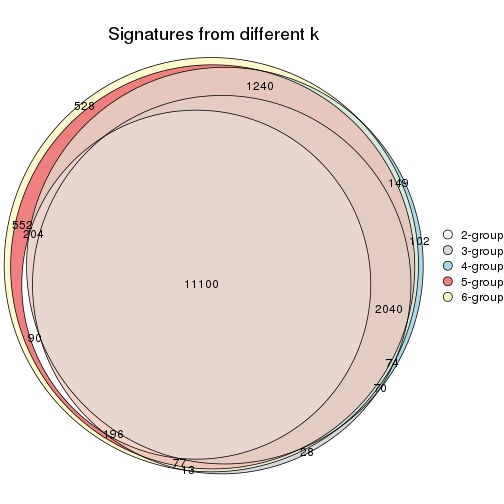 Signatures from different k
1240
528
149
552
204
102
2-group
3-group
4-group
5-group
6-group
11100
2040
90
74
70
196
28
77
13